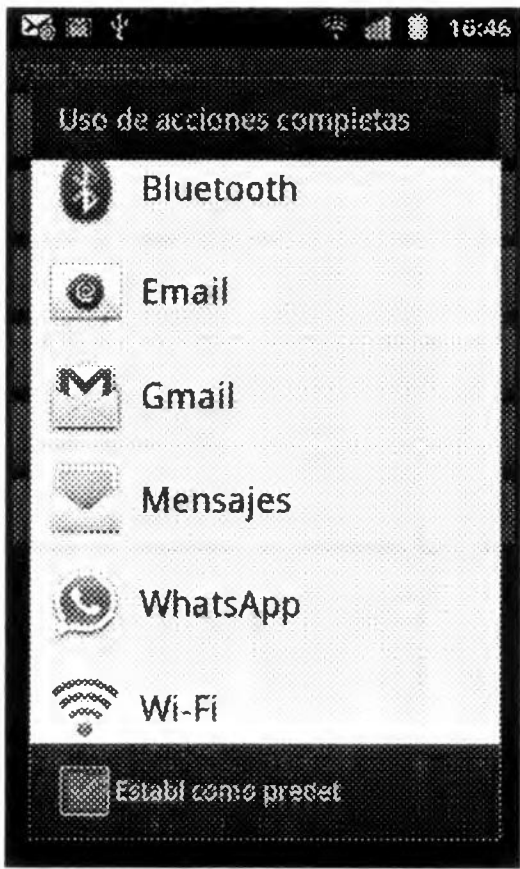 16:46
Uso de acciones completas
Bluetooth
Email
Gmail
Mensajes
WhatsApp
Wi-Fi
Establ como predet